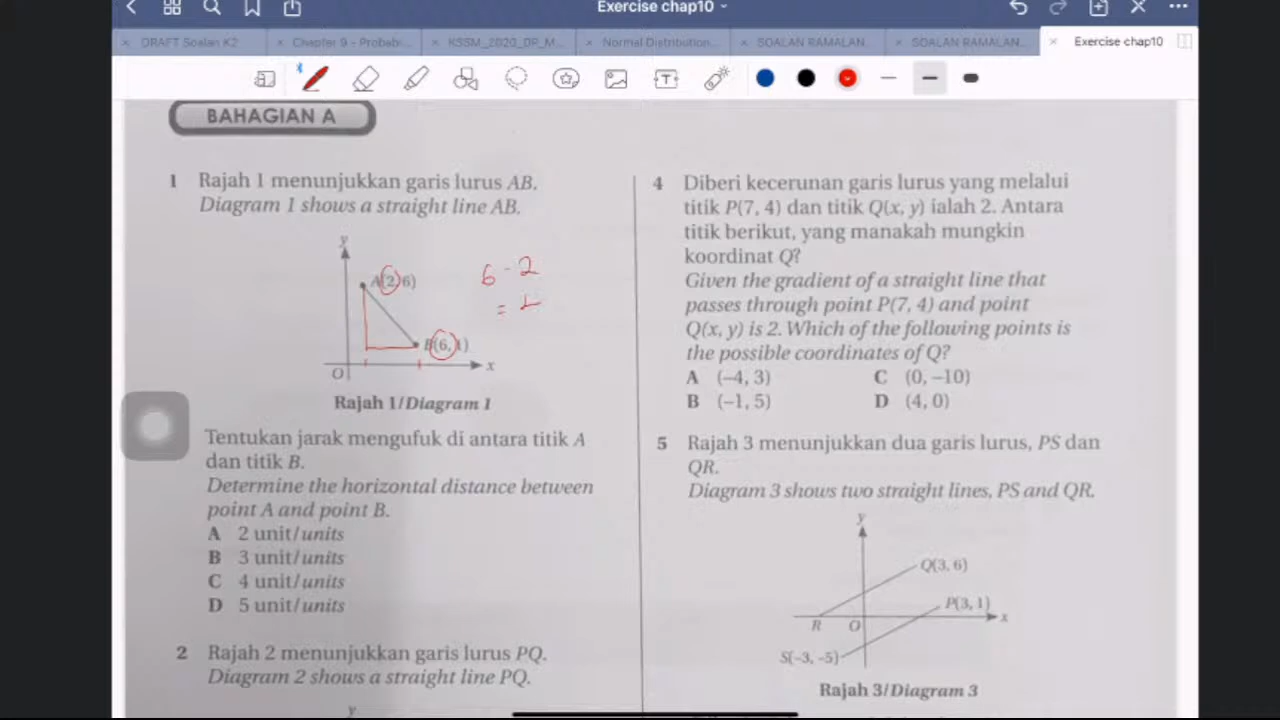 Exercise chap10
DRAFT Soalan K2
Chapter 9 - Probabi...
KSSM_2020_DP_M...
Normal Distribution...
SOALAN RAMALAN...
SOALAN RAMALAN...
Exercise chap10
BAHAGIAN A
1 Rajah 1 menunjukkan garis lurus AB.
Diagram 1 shows a straight line AB.
y
A(2, 6)
6 - 2
=
B(6, 1)
O
x
Rajah 1/Diagram 1
Tentukan jarak mengufuk di antara titik A
dan titik B.
Determine the horizontal distance between
point A and point B.
A 2 unit/units
B 3 unit/units
C 4 unit/units
D 5 unit/units
2 Rajah 2 menunjukkan garis lurus PQ.
Diagram 2 shows a straight line PQ.
y
4 Diberi kecerunan garis lurus yang melalui
titik P(7, 4) dan titik Q(x, y) ialah 2. Antara
titik berikut, yang manakah mungkin
koordinat Q?
Given the gradient of a straight line that
passes through point P(7, 4) and point
Q(x, y) is 2. Which of the following points is
the possible coordinates of Q?
A (–4, 3) C (0, –10)
B (–1, 5) D (4, 0)
5 Rajah 3 menunjukkan dua garis lurus, PS dan
QR.
Diagram 3 shows two straight lines, PS and QR.
y
Q(3, 6)
P(3, 1)
x
R
O
S(–3, –5)
Rajah 3/Diagram 3